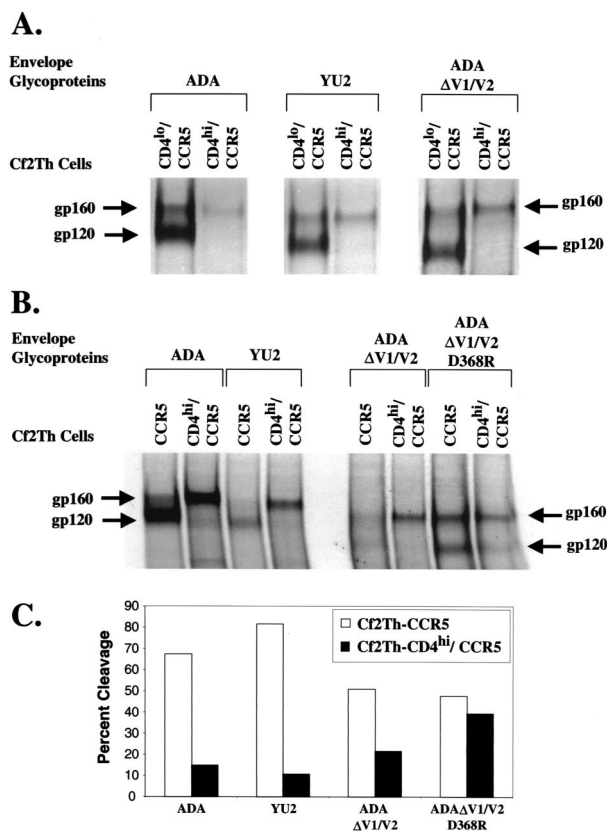 A.
Envelope
Glycoproteins
ADA
YU2
ADA
ΔV1/V2
Cf2Th Cells
CD4lo/
CCR5
CD4hi/
CCR5
CD4lo/
CCR5
CD4hi/
CCR5
CD4lo/
CCR5
CD4hi/
CCR5
gp160
gp120
gp160
gp120
B.
Envelope
Glycoproteins
ADA
YU2
ADA
ΔV1/V2
ADA
ΔV1/V2
D368R
Cf2Th Cells
CCR5
CD4hi/
CCR5
CCR5
CD4hi/
CCR5
CCR5
CD4hi/
CCR5
CCR5
CD4hi/
CCR5
gp160
gp120
gp160
gp120
C.
Percent Cleavage
90
80
70
60
50
40
30
20
10
0
Cf2Th-CCR5
Cf2Th-CD4hi/ CCR5
ADA
YU2
ADA
ΔV1/V2
ADAΔV1/V2
D368R